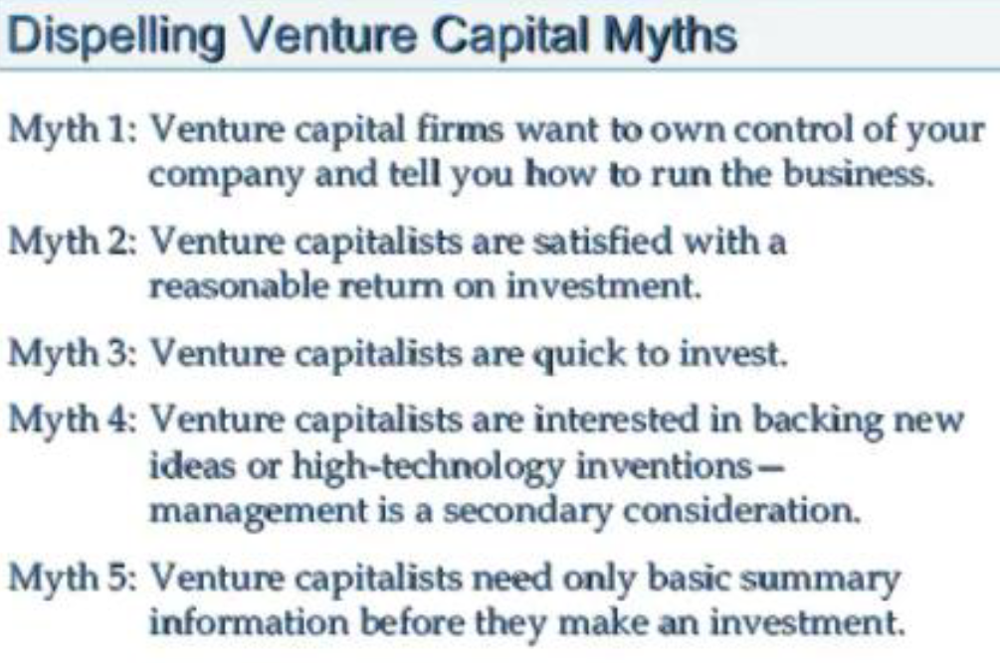 Dispelling Venture Capital Myths
Myth 1: Venture capital firms want to own control of your
company and tell you how to run the business.
Myth 2: Venture capitalists are satisfied with a
reasonable return on investment.
Myth 3: Venture capitalists are quick to invest.
Myth 4: Venture capitalists are interested in backing new
ideas or high-technology inventions—
management is a secondary consideration.
Myth 5: Venture capitalists need only basic summary
information before they make an investment.